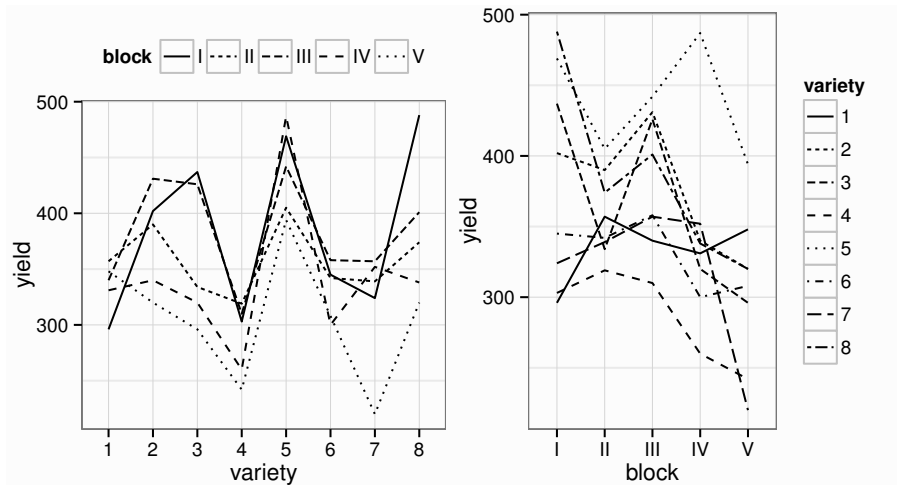 block I II III IV V
500
400
300
yield
1 2 3 4 5 6 7 8
variety
500
400
300
yield
I II III IV V
block
variety
1
2
3
4
5
6
7
8